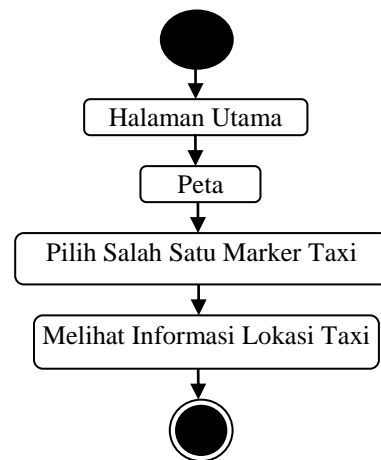 Halaman Utama
Peta
Pilih Salah Satu Marker Taxi
Melihat Informasi Lokasi Taxi